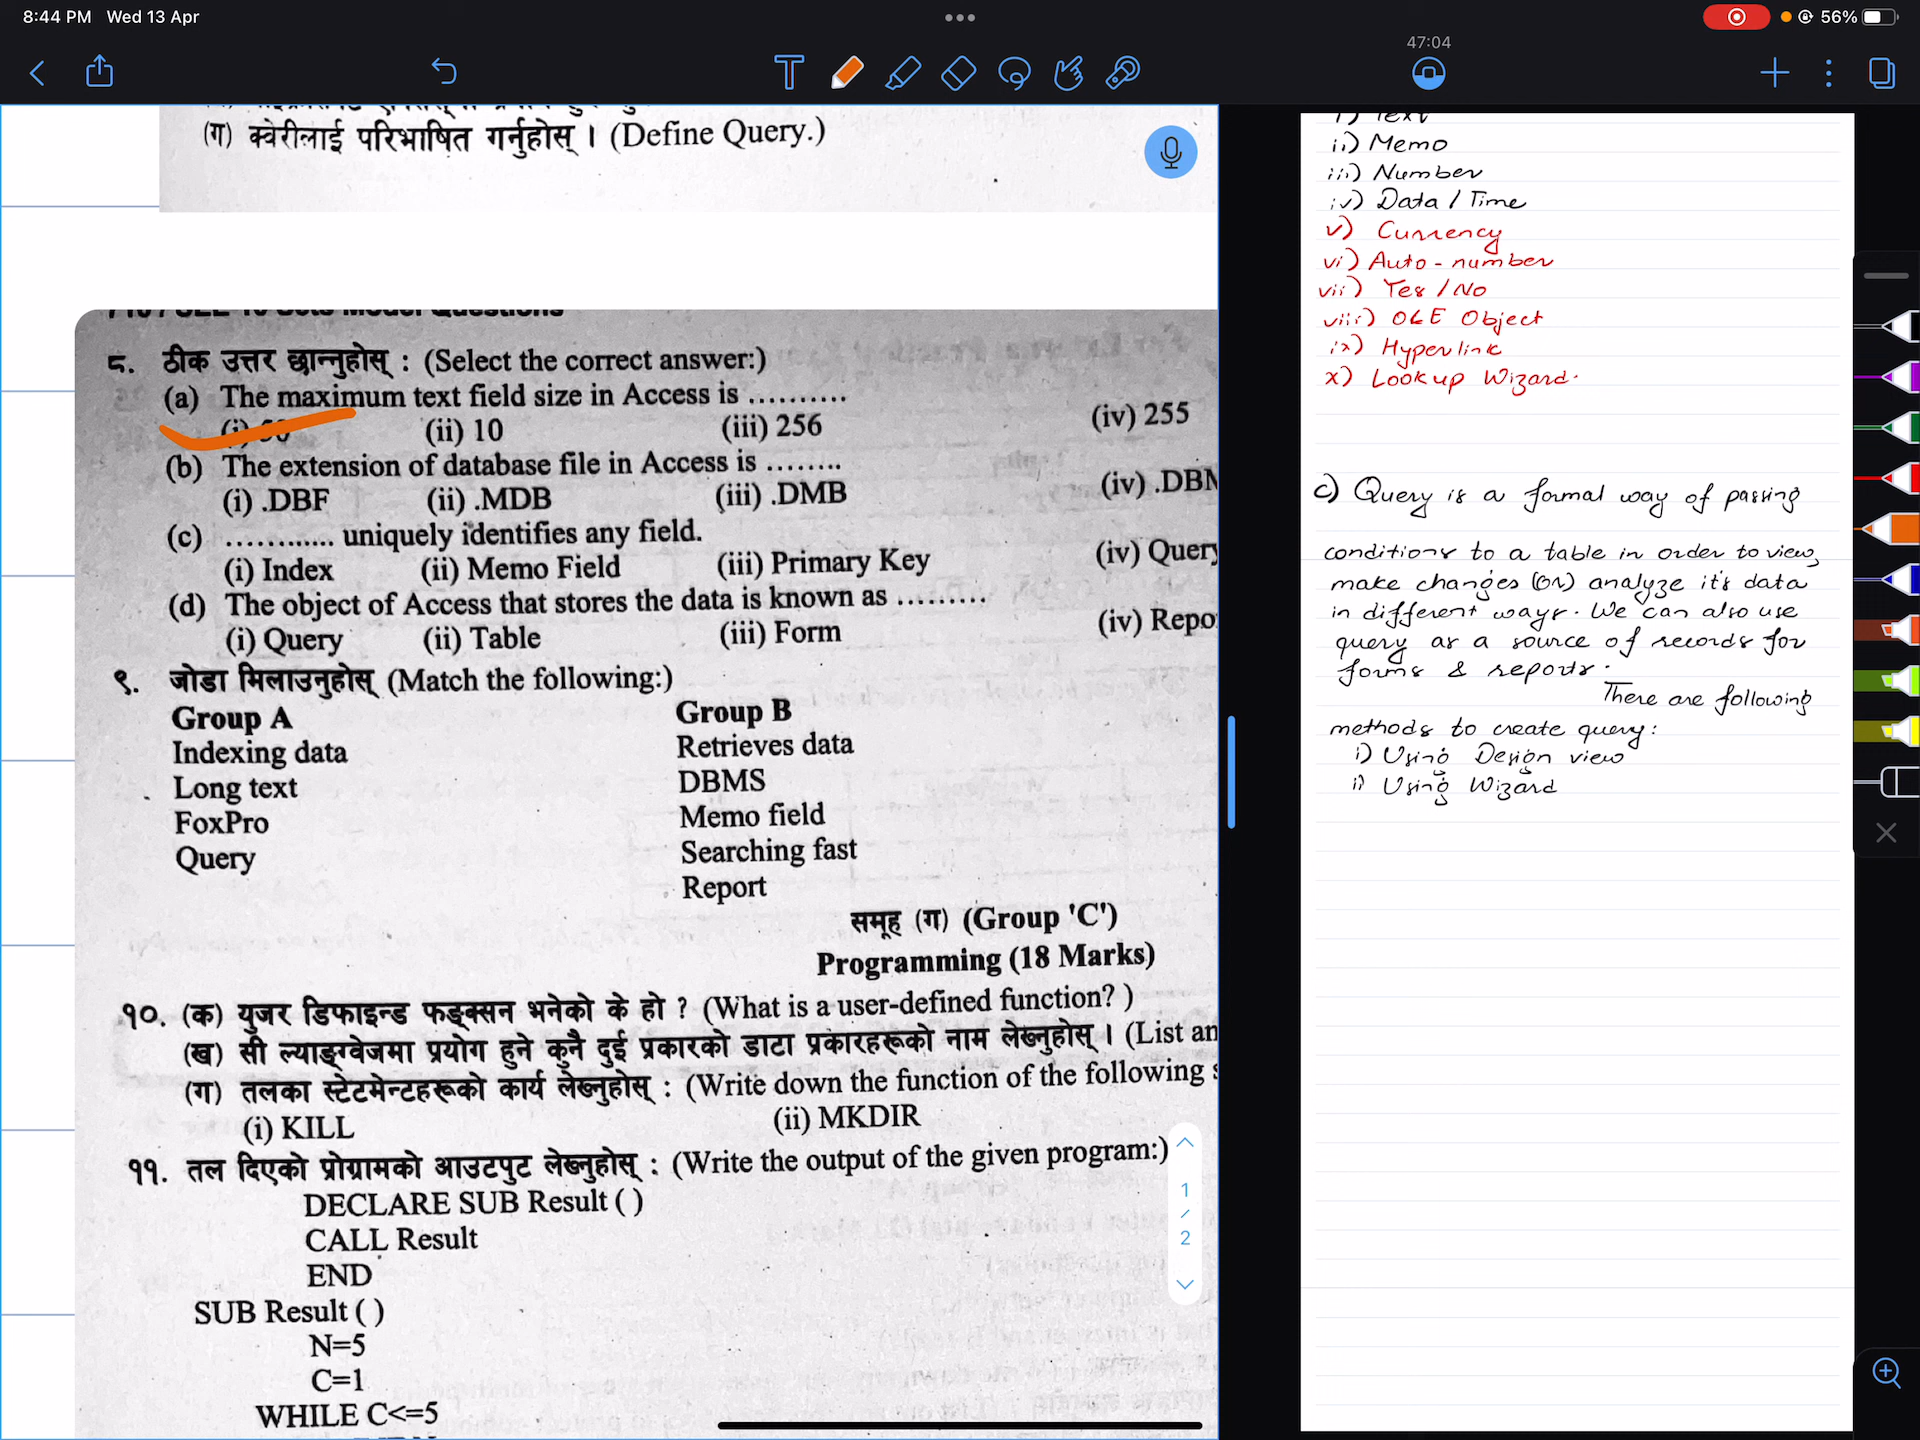 8:44 PM Wed 13 Apr
56%
47:04
(ग) क्वेरीलाई परिभाषित गर्नुहोस् । (Define Query.)
८. ठीक उत्तर छान्नुहोस् : (Select the correct answer:)
(a) The maximum text field size in Access is ..........
(i) 50 (ii) 10 (iii) 256 (iv) 255
(b) The extension of database file in Access is ........
(i) .DBF (ii) .MDB (iii) .DMB (iv) .DBM
(c) ............ uniquely identifies any field.
(i) Index (ii) Memo Field (iii) Primary Key (iv) Query
(d) The object of Access that stores the data is known as .........
(i) Query (ii) Table (iii) Form (iv) Repo
९. जोडा मिलाउनुहोस् (Match the following:)
Group A Group B
Indexing data Retrieves data
Long text DBMS
FoxPro Memo field
Query Searching fast
Report
समूह (ग) (Group 'C')
Programming (18 Marks)
१०. (क) युजर डिफाइन्ड फङ्क्सन भनेको के हो ? (What is a user-defined function? )
(ख) सी ल्याङ्ग्वेजमा प्रयोग हुने कुनै दुई प्रकारको डाटा प्रकारहरूको नाम लेख्नुहोस् । (List an
(ग) तलका स्टेटमेन्टहरूको कार्य लेख्नुहोस् : (Write down the function of the following s
(i) KILL (ii) MKDIR
११. तल दिएको प्रोग्रामको आउटपुट लेख्नुहोस् : (Write the output of the given program:)
DECLARE SUB Result ( )
CALL Result
END
SUB Result ( )
N=5
C=1
WHILE C<=5
1
/
2
i) Text
ii) Memo
iii) Number
iv) Data / Time
v) Currency
vi) Auto - number
vii) Yes / No
viii) OLE Object
ix) Hyperlink
x) Lookup Wizard.
c) Query is a formal way of passing
conditions to a table in order to view,
make changes (or) analyze it's data
in different ways. We can also use
query as a source of records for
forms & reports.
There are following
methods to create query:
i) Using Design view
ii) Using Wizard